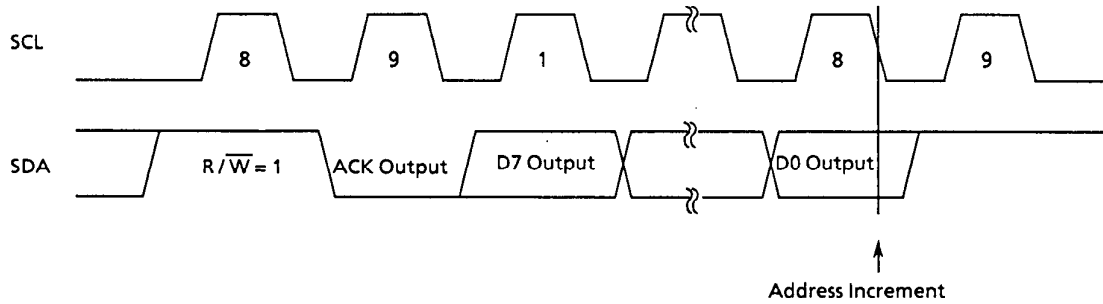 SCL
8 9 1 8 9
SDA
R/W̅ = 1 ACK Output D7 Output D0 Output
Address Increment